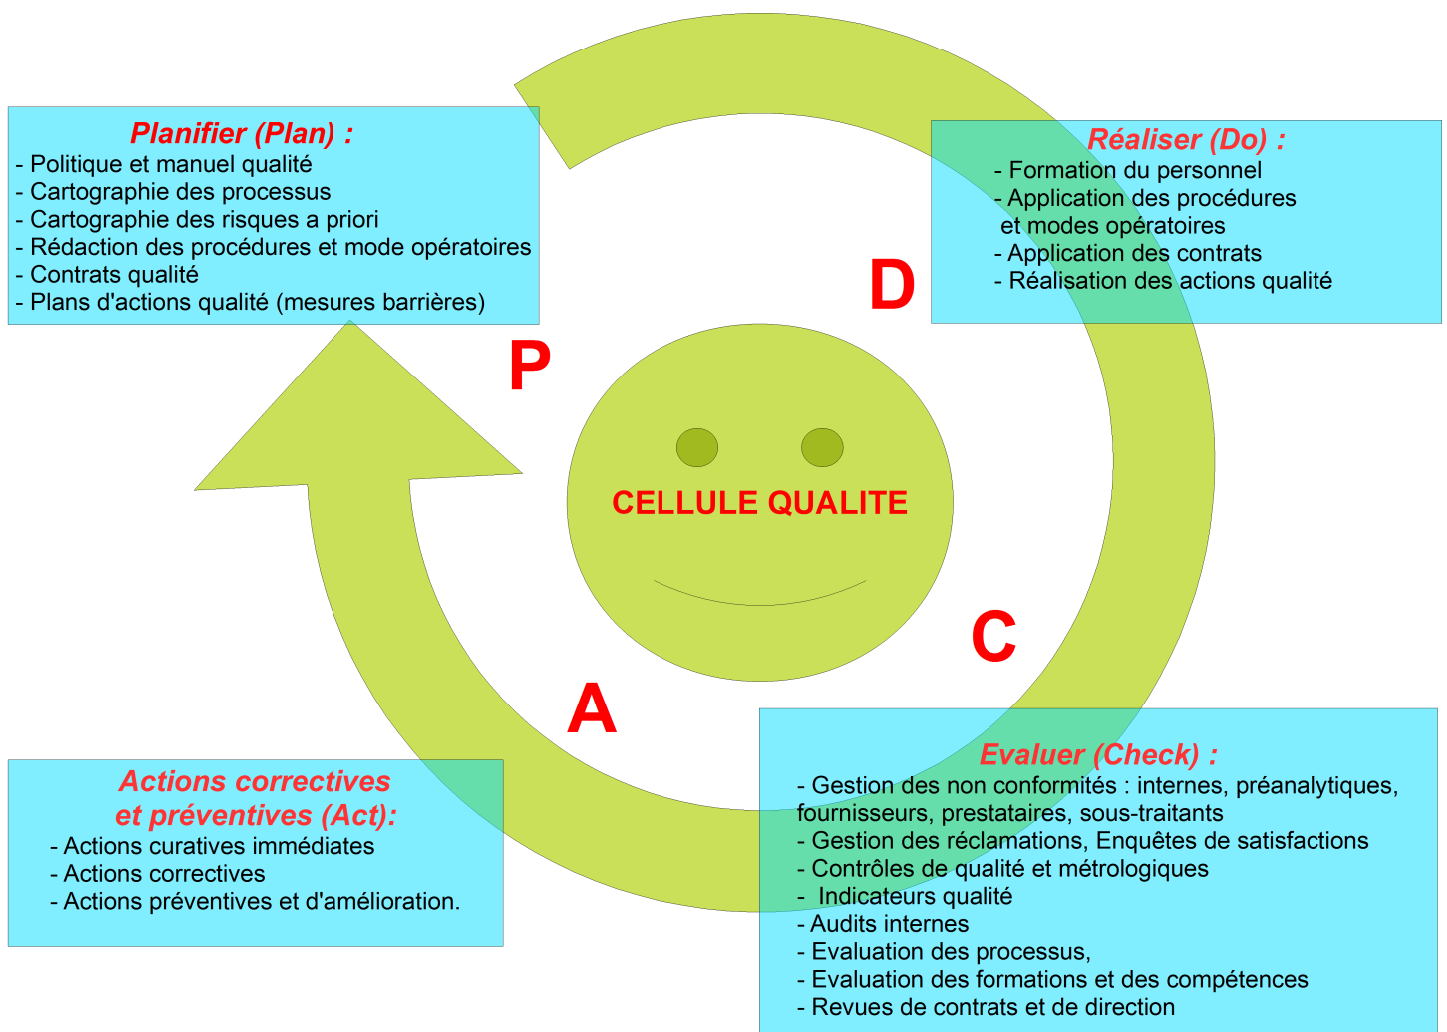 Planifier (Plan) :
- Politique et manuel qualité
- Cartographie des processus
- Cartographie des risques a priori
- Rédaction des procédures et mode opératoires
- Contrats qualité
- Plans d'actions qualité (mesures barrières)
Réaliser (Do) :
- Formation du personnel
- Application des procédures
et modes opératoires
- Application des contrats
- Réalisation des actions qualité
D
P
CELLULE QUALITE
C
A
Actions correctives
et préventives (Act):
- Actions curatives immédiates
- Actions correctives
- Actions préventives et d'amélioration.
Evaluer (Check) :
- Gestion des non conformités : internes, préanalytiques,
fournisseurs, prestataires, sous-traitants
- Gestion des réclamations, Enquêtes de satisfactions
- Contrôles de qualité et métrologiques
- Indicateurs qualité
- Audits internes
- Evaluation des processus,
- Evaluation des formations et des compétences
- Revues de contrats et de direction